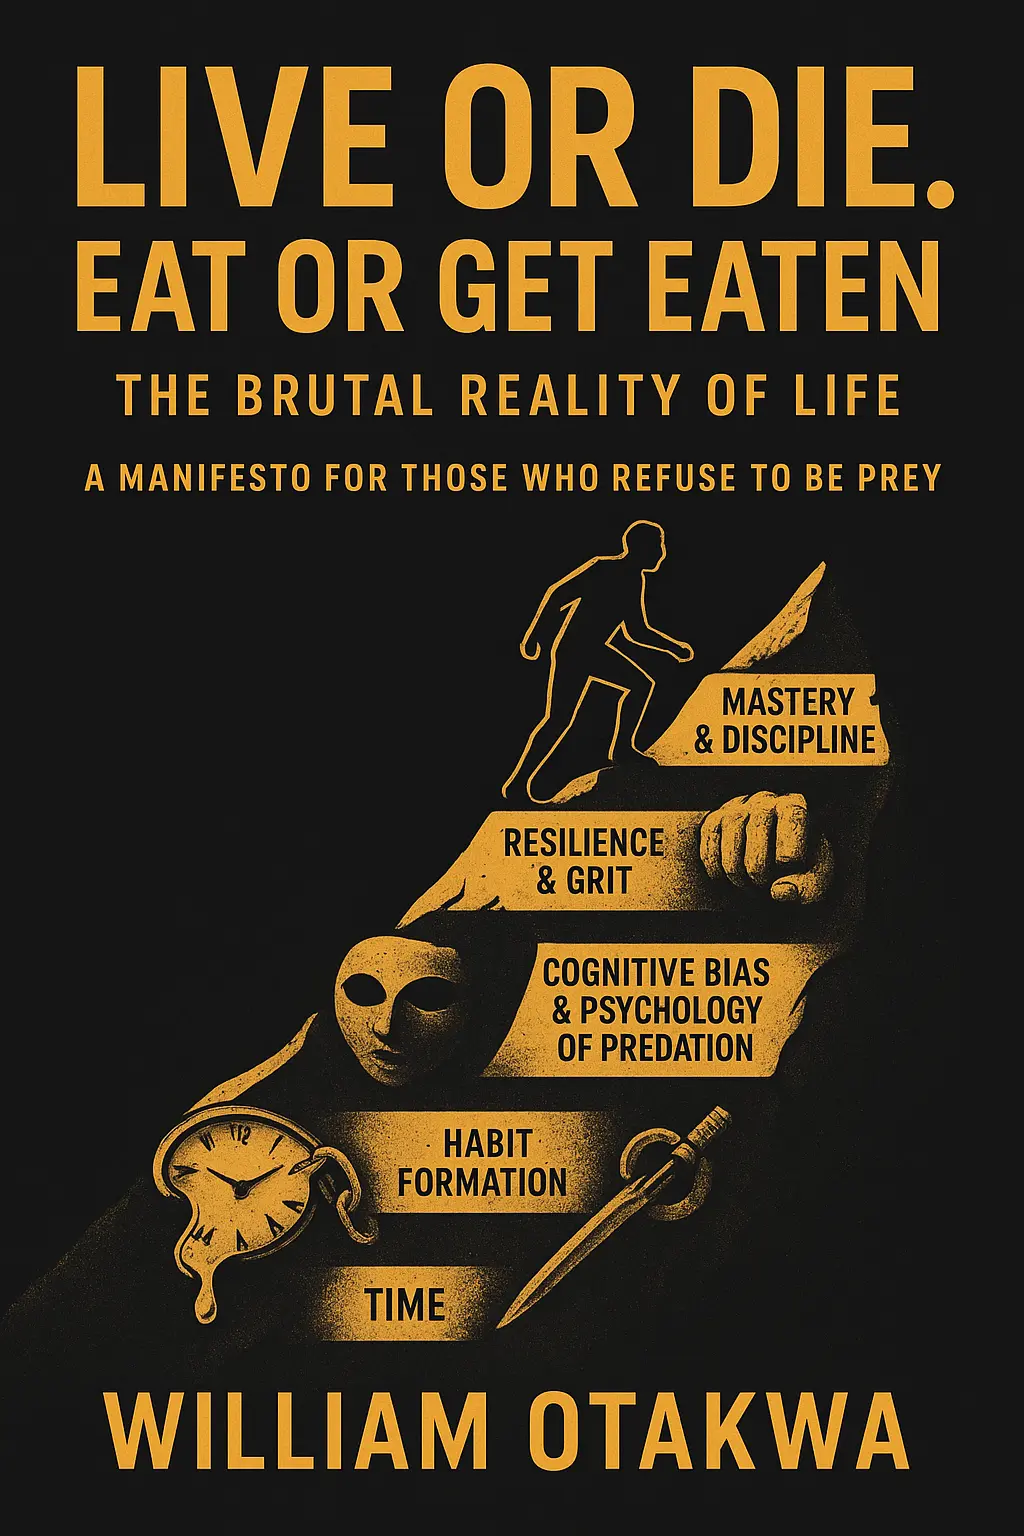 LIVE OR DIE.
EAT OR GET EATEN
THE BRUTAL REALITY OF LIFE
A MANIFESTO FOR THOSE WHO REFUSE TO BE PREY
MASTERY
& DISCIPLINE
RESILIENCE
& GRIT
COGNITIVE BIAS
& PSYCHOLOGY
OF PREDATION
HABIT
FORMATION
TIME
WILLIAM OTAKWA